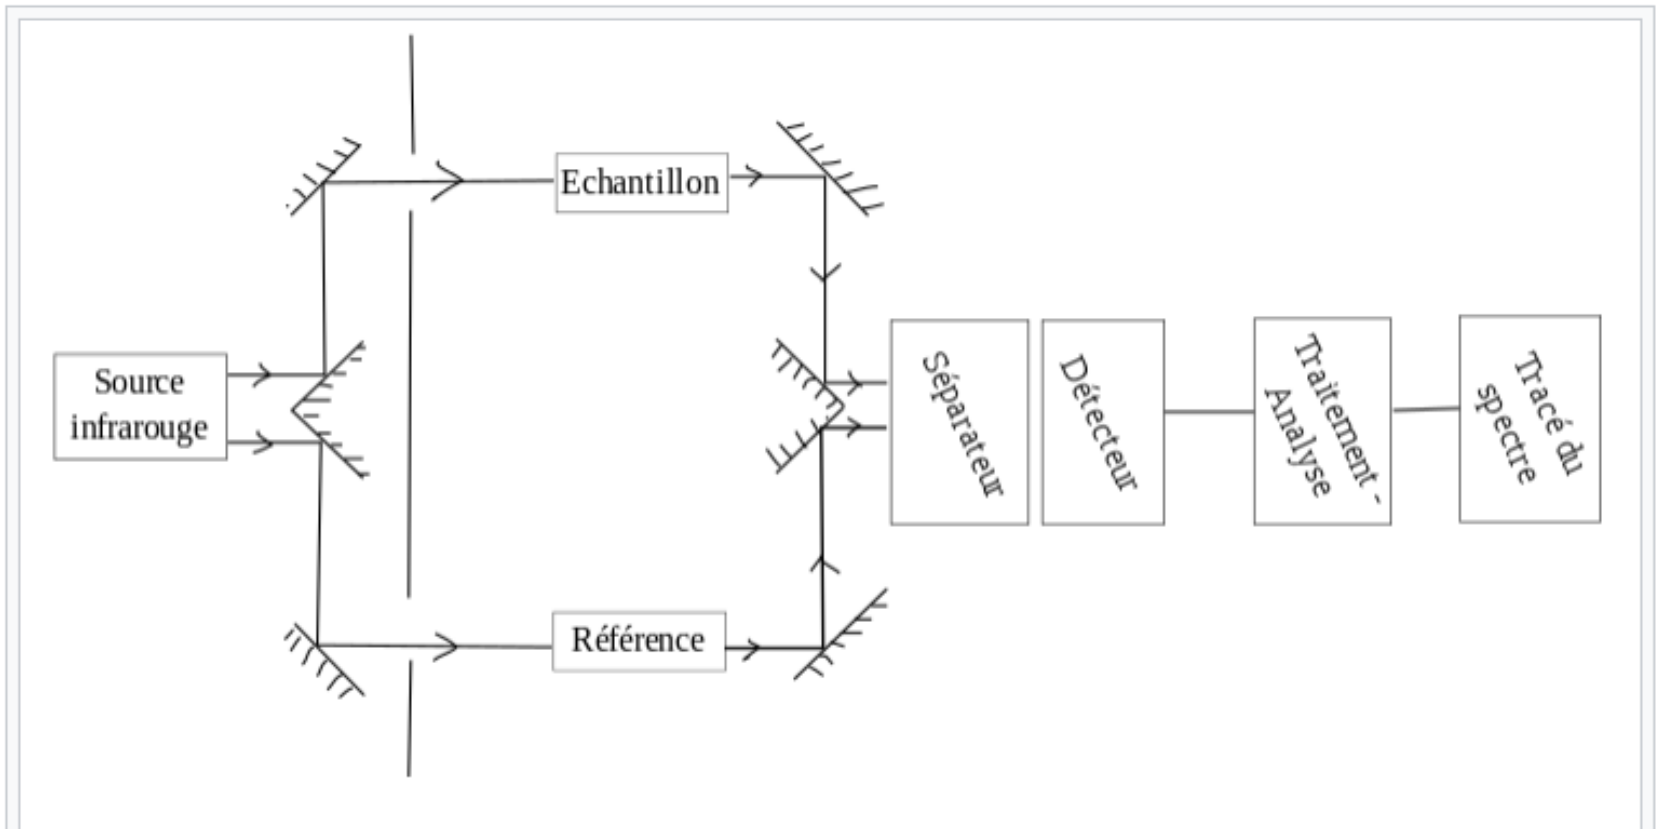 Echantillon
Source
infrarouge
Séparateur
Détecteur
Traitement -
Analyse
Tracé du
spectre
Référence